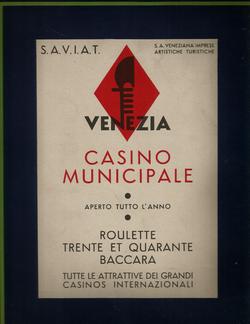 S.A.V.I.A.T.
S.A. VENEZIANA IMPRESE
ARTISTICHE TURISTICHE
VENEZIA
CASINO
MUNICIPALE
APERTO TUTTO L'ANNO
ROULETTE
TRENTE ET QUARANTE
BACCARA
TUTTE LE ATTRATTIVE DEI GRANDI
CASINOS INTERNAZIONALI